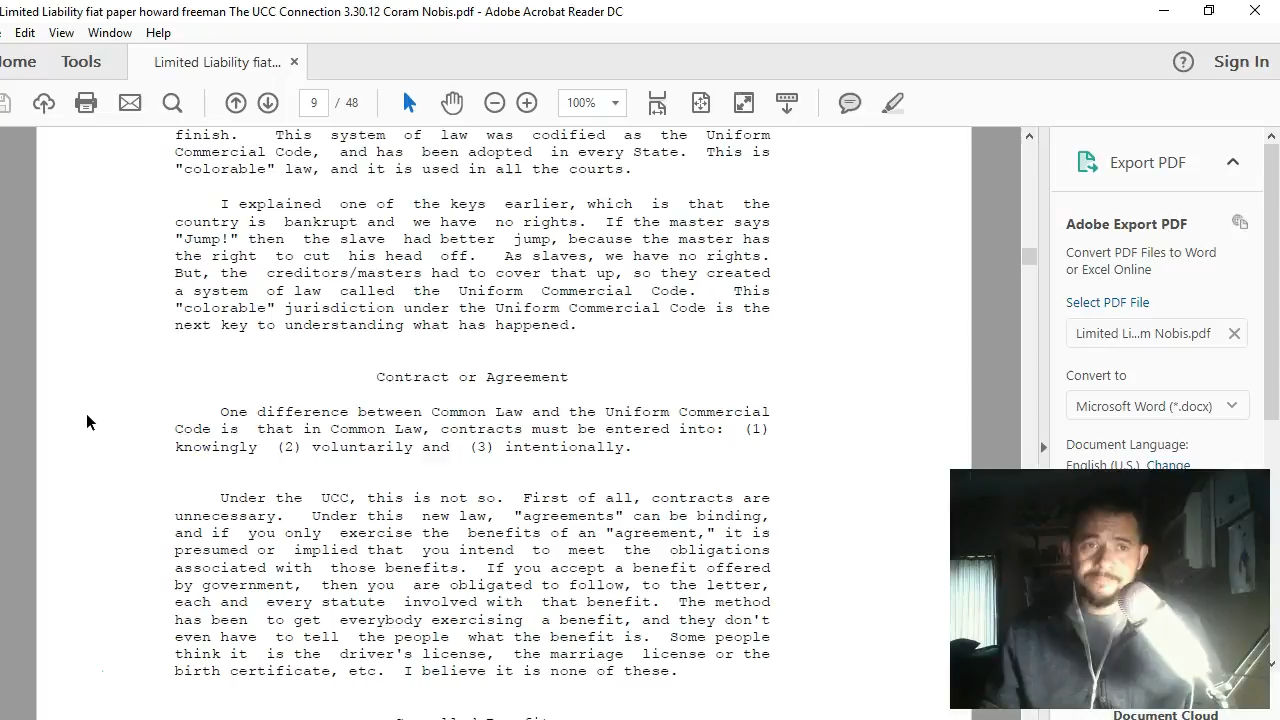 Limited Liability fiat paper howard freeman The UCC Connection 3.30.12 Coram Nobis.pdf - Adobe Acrobat Reader DC
Edit View Window Help
ome Tools Limited Liability fiat... Sign In
9 / 48 100%
finish. This system of law was codified as the Uniform
Commercial Code, and has been adopted in every State. This is
"colorable" law, and it is used in all the courts.
I explained one of the keys earlier, which is that the
country is bankrupt and we have no rights. If the master says
"Jump!" then the slave had better jump, because the master has
the right to cut his head off. As slaves, we have no rights.
But, the creditors/masters had to cover that up, so they created
a system of law called the Uniform Commercial Code. This
"colorable" jurisdiction under the Uniform Commercial Code is the
next key to understanding what has happened.
Contract or Agreement
One difference between Common Law and the Uniform Commercial
Code is that in Common Law, contracts must be entered into: (1)
knowingly (2) voluntarily and (3) intentionally.
Under the UCC, this is not so. First of all, contracts are
unnecessary. Under this new law, "agreements" can be binding,
and if you only exercise the benefits of an "agreement," it is
presumed or implied that you intend to meet the obligations
associated with those benefits. If you accept a benefit offered
by government, then you are obligated to follow, to the letter,
each and every statute involved with that benefit. The method
has been to get everybody exercising a benefit, and they don't
even have to tell the people what the benefit is. Some people
think it is the driver's license, the marriage license or the
birth certificate, etc. I believe it is none of these.
Export PDF
Adobe Export PDF
Convert PDF Files to Word
or Excel Online
Select PDF File
Limited Li...m Nobis.pdf
Convert to
Microsoft Word (*.docx)
Document Language:
English (U.S.) Change
Document Cloud